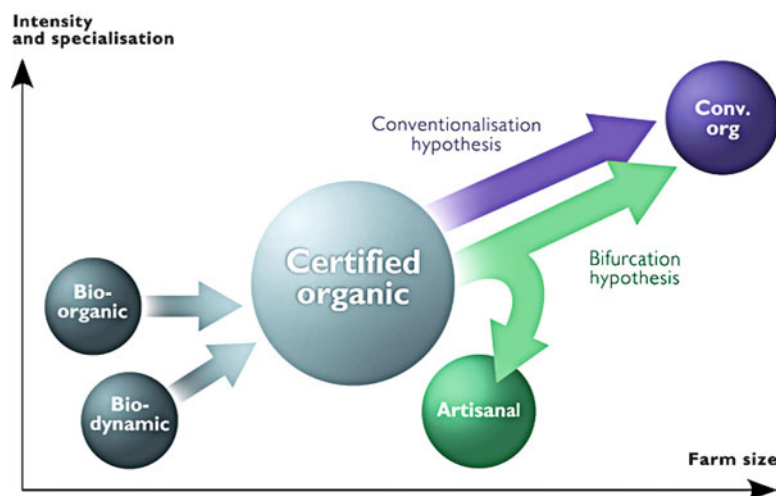 Intensity
and specialisation
Conv.
org
Conventionalisation
hypothesis
Certified
organic
Bifurcation
hypothesis
Bio-
organic
Bio-
dynamic
Artisanal
Farm size